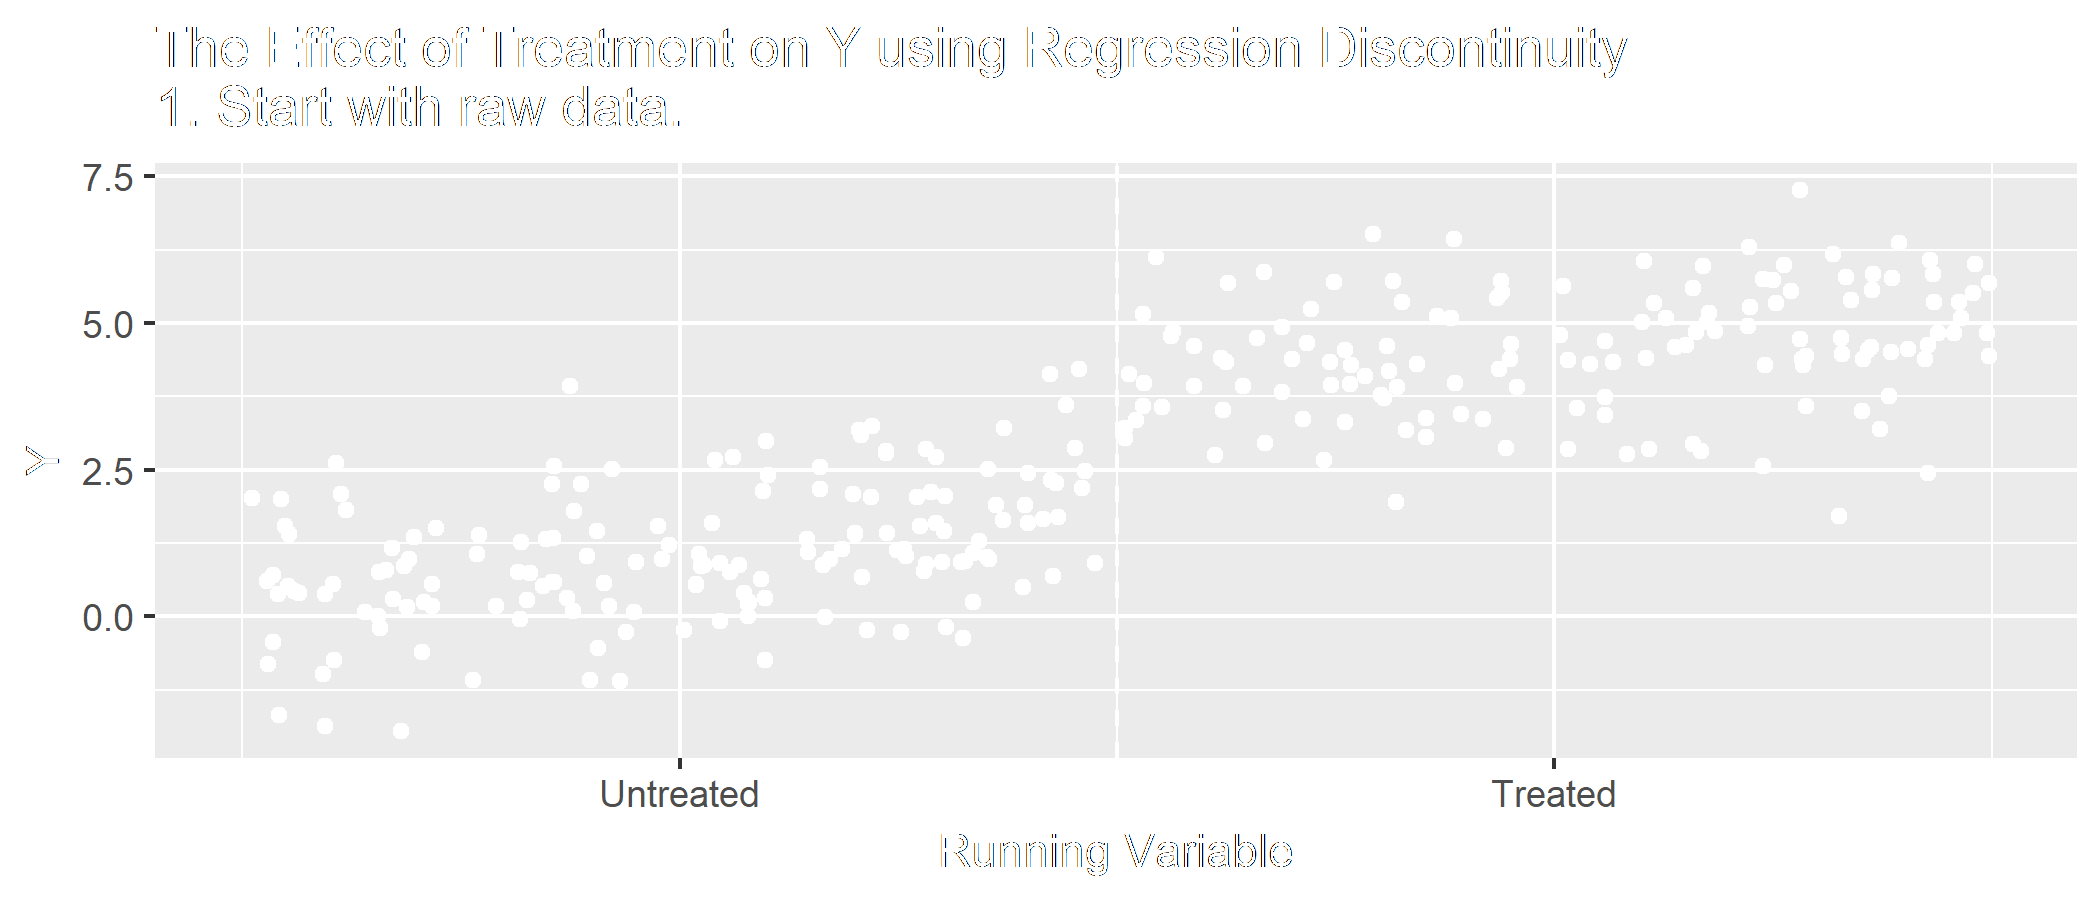 The Effect of Treatment on Y using Regression Discontinuity
1. Start with raw data.
7.5
5.0
2.5
0.0
Y
Untreated
Treated
Running Variable